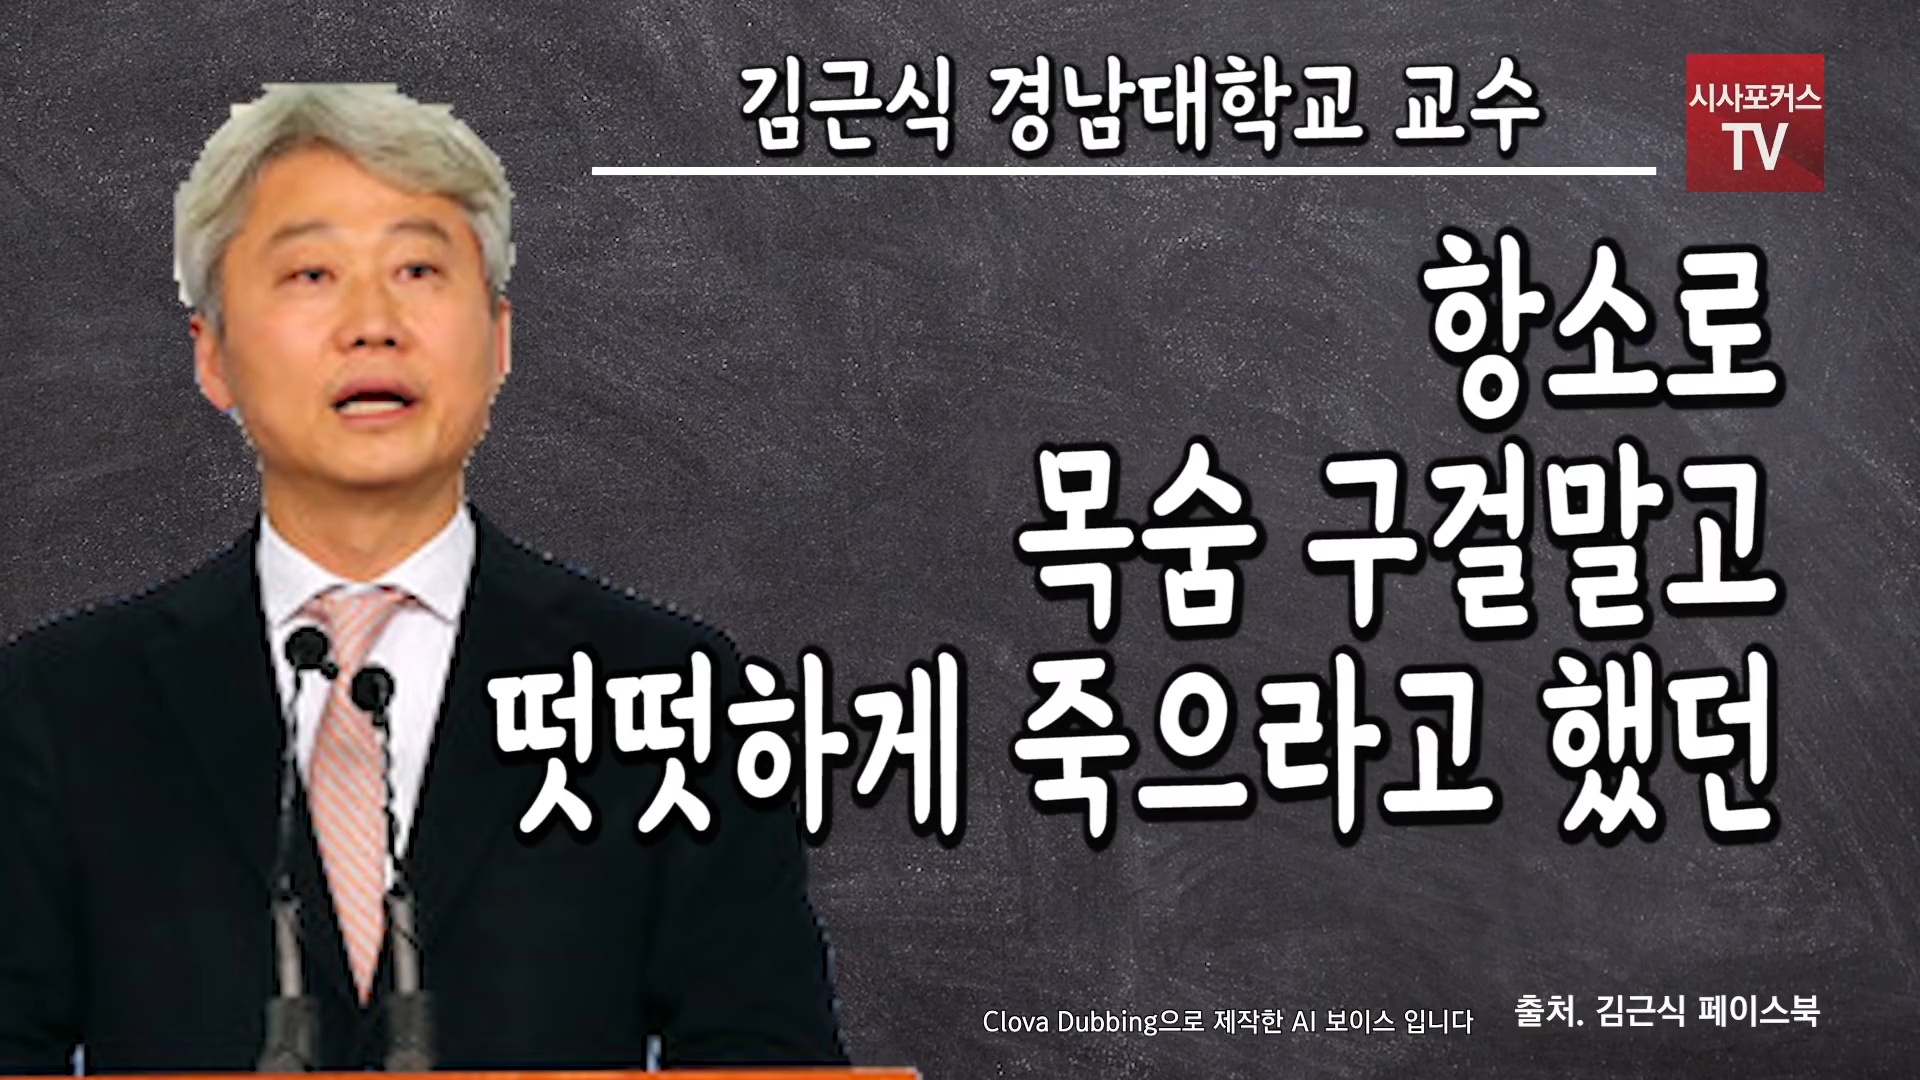 김근식 경남대학교 교수
시사포커스
TV
항소로
목숨 구걸말고
떳떳하게 죽으라고 했던
Clova Dubbing으로 제작한 AI 보이스 입니다
출처. 김근식 페이스북